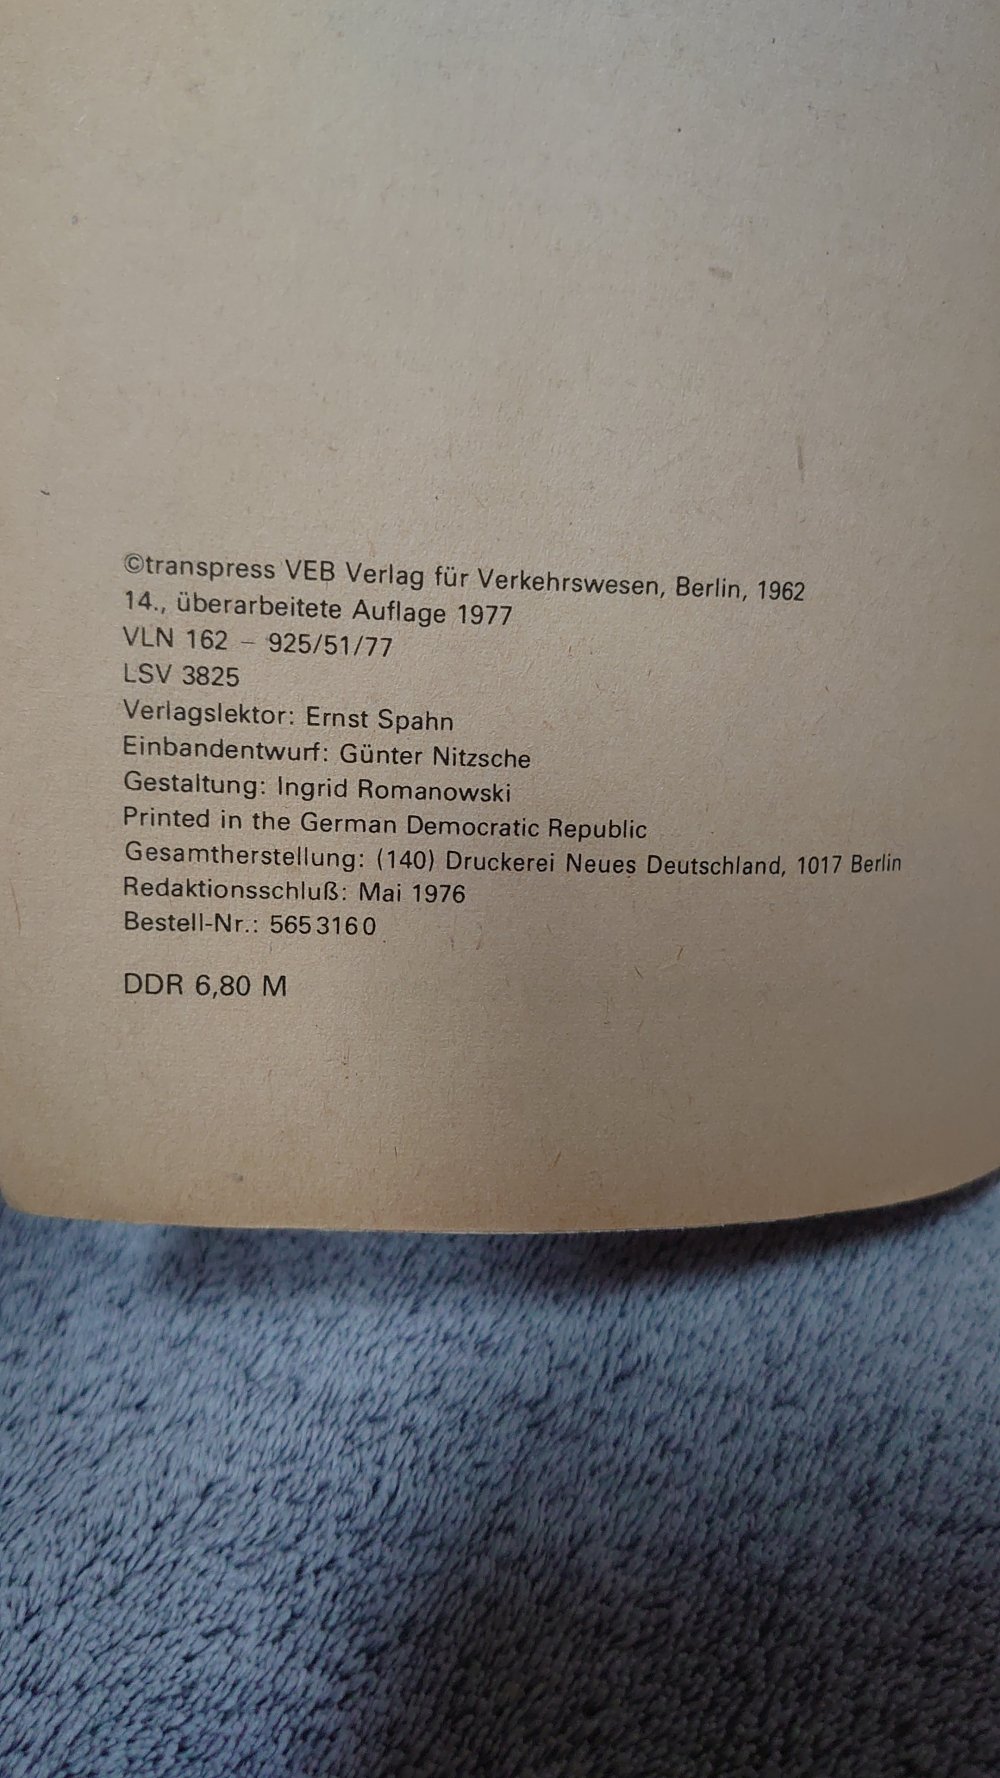 ©transpress VEB Verlag für Verkehrswesen, Berlin, 1962
14., überarbeitete Auflage 1977
VLN 162 – 925/51/77
LSV 3825
Verlagslektor: Ernst Spahn
Einbandentwurf: Günter Nitzsche
Gestaltung: Ingrid Romanowski
Printed in the German Democratic Republic
Gesamtherstellung: (140) Druckerei Neues Deutschland, 1017 Berlin
Redaktionsschluß: Mai 1976
Bestell-Nr.: 565 316 0
DDR 6,80 M